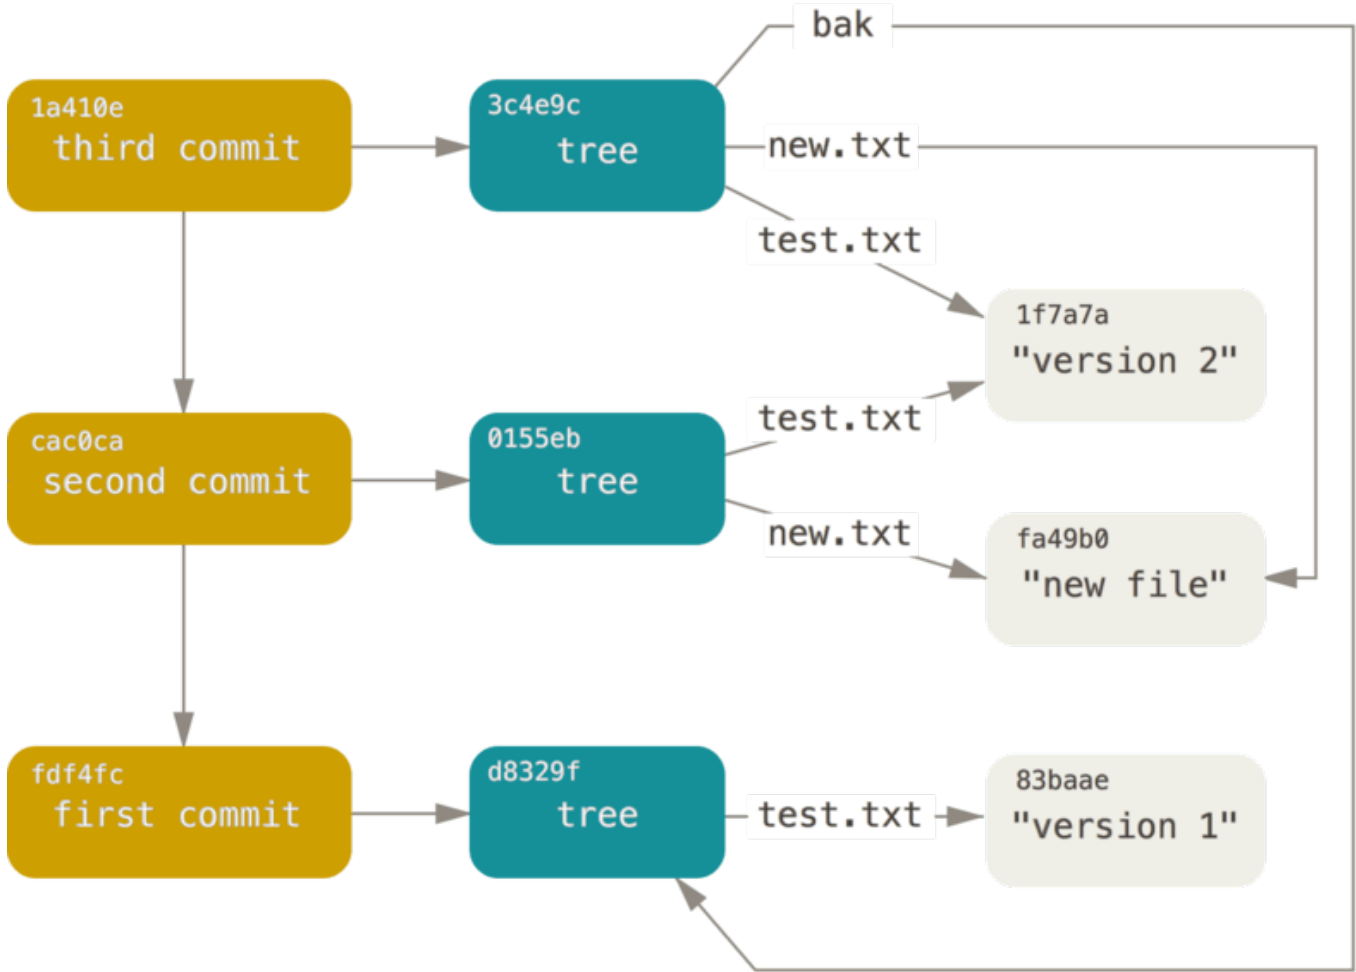 bak
1a410e
third commit
3c4e9c
tree
new.txt
test.txt
1f7a7a
"version 2"
cac0ca
second commit
0155eb
tree
test.txt
new.txt
fa49b0
"new file"
fdf4fc
first commit
d8329f
tree
test.txt
83baae
"version 1"